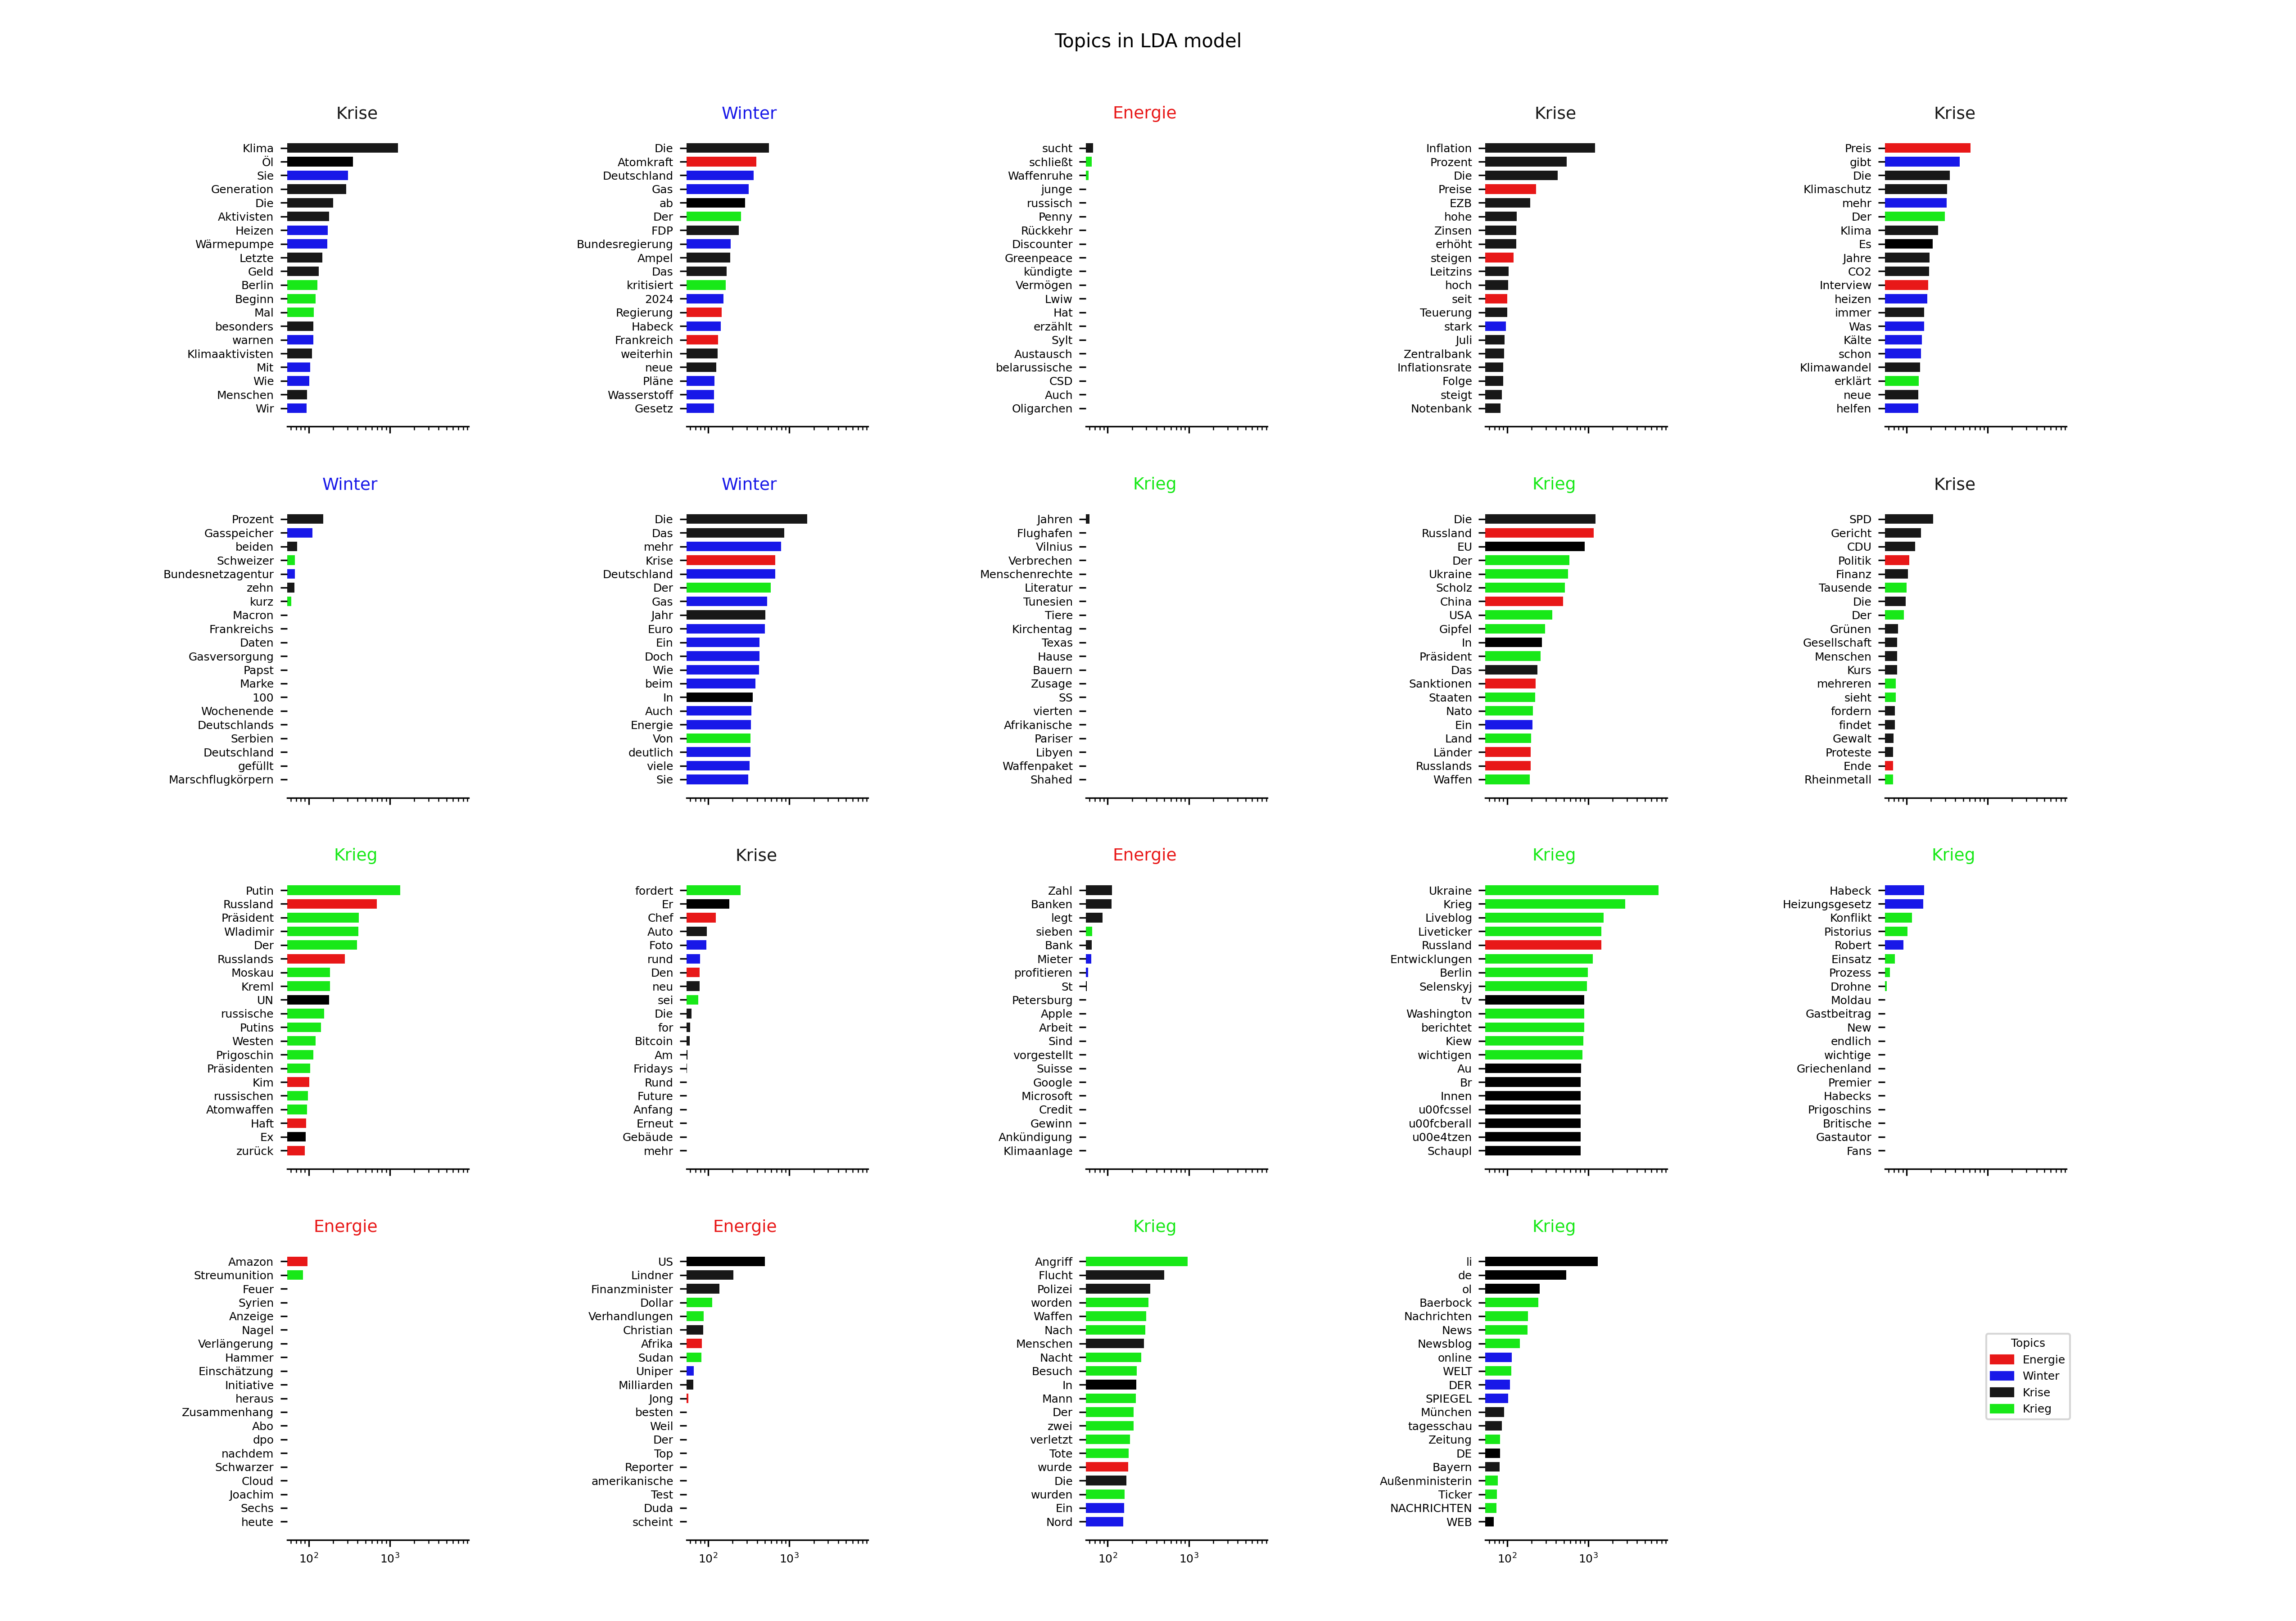 Topics in LDA model
Krise
Klima
Öl
Sie
Generation
Die
Aktivisten
Heizen
Wärmepumpe
Letzte
Geld
Berlin
Beginn
Mal
besonders
warnen
Klimaaktivisten
Mit
Wie
Menschen
Wir
Winter
Die
Atomkraft
Deutschland
Gas
ab
Der
FDP
Bundesregierung
Ampel
Das
kritisiert
2024
Regierung
Habeck
Frankreich
weiterhin
neue
Pläne
Wasserstoff
Gesetz
Energie
sucht
schließt
Waffenruhe
junge
russisch
Penny
Rückkehr
Discounter
Greenpeace
kündigte
Vermögen
Lwiw
Hat
erzählt
Sylt
Austausch
belarussische
CSD
Auch
Oligarchen
Krise
Inflation
Prozent
Die
Preise
EZB
hohe
Zinsen
erhöht
steigen
Leitzins
hoch
seit
Teuerung
stark
Juli
Zentralbank
Inflationsrate
Folge
steigt
Notenbank
Krise
Preis
gibt
Die
Klimaschutz
mehr
Der
Klima
Es
Jahre
CO2
Interview
heizen
immer
Was
Kälte
schon
Klimawandel
erklärt
neue
helfen
Winter
Prozent
Gasspeicher
beiden
Schweizer
Bundesnetzagentur
zehn
kurz
Macron
Frankreichs
Daten
Gasversorgung
Papst
Marke
100
Wochenende
Deutschlands
Serbien
Deutschland
gefüllt
Marschflugkörpern
Winter
Die
Das
mehr
Krise
Deutschland
Der
Gas
Jahr
Euro
Ein
Doch
Wie
beim
In
Auch
Energie
Von
deutlich
viele
Sie
Krieg
Jahren
Flughafen
Vilnius
Verbrechen
Menschenrechte
Literatur
Tunesien
Tiere
Kirchentag
Texas
Hause
Bauern
Zusage
SS
vierten
Afrikanische
Pariser
Libyen
Waffenpaket
Shahed
Krieg
Die
Russland
EU
Der
Ukraine
Scholz
China
USA
Gipfel
In
Präsident
Das
Sanktionen
Staaten
Nato
Ein
Land
Länder
Russlands
Waffen
Krise
SPD
Gericht
CDU
Politik
Finanz
Tausende
Die
Der
Grünen
Gesellschaft
Menschen
Kurs
mehreren
sieht
fordern
findet
Gewalt
Proteste
Ende
Rheinmetall
Krieg
Putin
Russland
Präsident
Wladimir
Der
Russlands
Moskau
Kreml
UN
russische
Putins
Westen
Prigoschin
Präsidenten
Kim
russischen
Atomwaffen
Haft
Ex
zurück
Krise
fordert
Er
Chef
Auto
Foto
rund
Den
neu
sei
Die
for
Bitcoin
Am
Fridays
Rund
Future
Anfang
Erneut
Gebäude
mehr
Energie
Zahl
Banken
legt
sieben
Bank
Mieter
profitieren
St
Petersburg
Apple
Arbeit
Sind
vorgestellt
Suisse
Google
Microsoft
Credit
Gewinn
Ankündigung
Klimaanlage
Krieg
Ukraine
Krieg
Liveblog
Liveticker
Russland
Entwicklungen
Berlin
Selenskyj
tv
Washington
berichtet
Kiew
wichtigen
Au
Br
Innen
u00fcssel
u00fcberall
u00e4tzen
Schaupl
Krieg
Habeck
Heizungsgesetz
Konflikt
Pistorius
Robert
Einsatz
Prozess
Drohne
Moldau
Gastbeitrag
New
endlich
wichtige
Griechenland
Premier
Habecks
Prigoschins
Britische
Gastautor
Fans
Energie
Amazon
Streumunition
Feuer
Syrien
Anzeige
Nagel
Verlängerung
Hammer
Einschätzung
Initiative
heraus
Zusammenhang
Abo
dpo
nachdem
Schwarzer
Cloud
Joachim
Sechs
heute
10² 10³
Energie
US
Lindner
Finanzminister
Dollar
Verhandlungen
Christian
Afrika
Sudan
Uniper
Milliarden
Jong
besten
Weil
Der
Top
Reporter
amerikanische
Test
Duda
scheint
10² 10³
Krieg
Angriff
Flucht
Polizei
worden
Waffen
Nach
Menschen
Nacht
Besuch
In
Mann
Der
zwei
verletzt
Tote
wurde
Die
wurden
Ein
Nord
10² 10³
Krieg
li
de
ol
Baerbock
Nachrichten
News
Newsblog
online
WELT
DER
SPIEGEL
München
tagesschau
Zeitung
DE
Bayern
Außenministerin
Ticker
NACHRICHTEN
WEB
10² 10³
Topics
Energie
Winter
Krise
Krieg